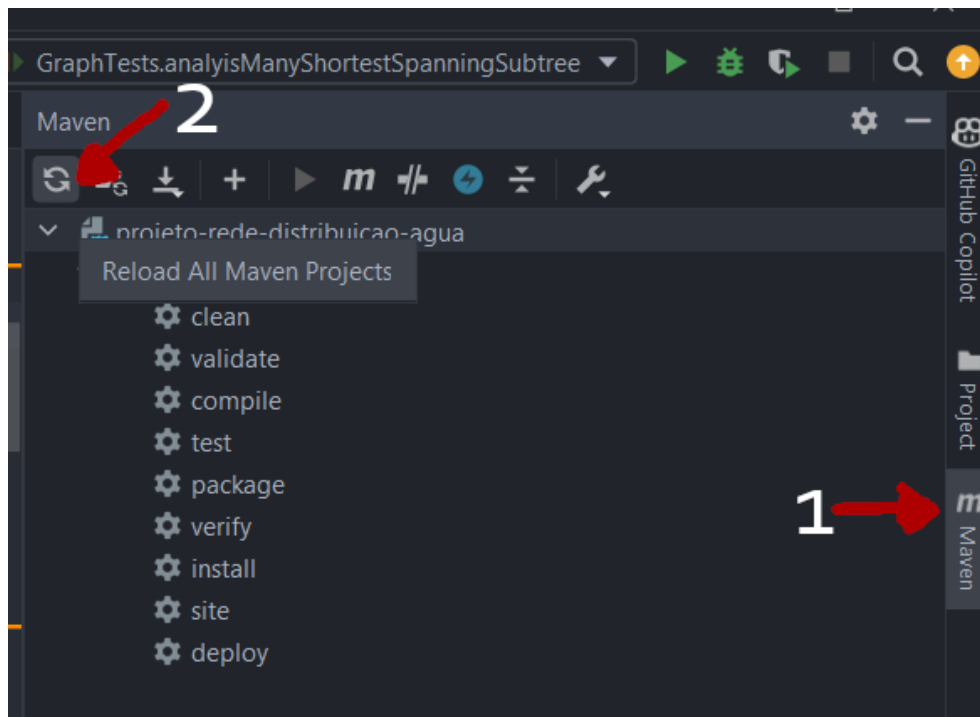 GraphTests.analyisManyShortestSpanningSubtree
Maven
2
m
projeto-rede-distribuicao-agua
Reload All Maven Projects
clean
validate
compile
test
package
verify
install
site
deploy
1
GitHub Copilot
Project
m
Maven